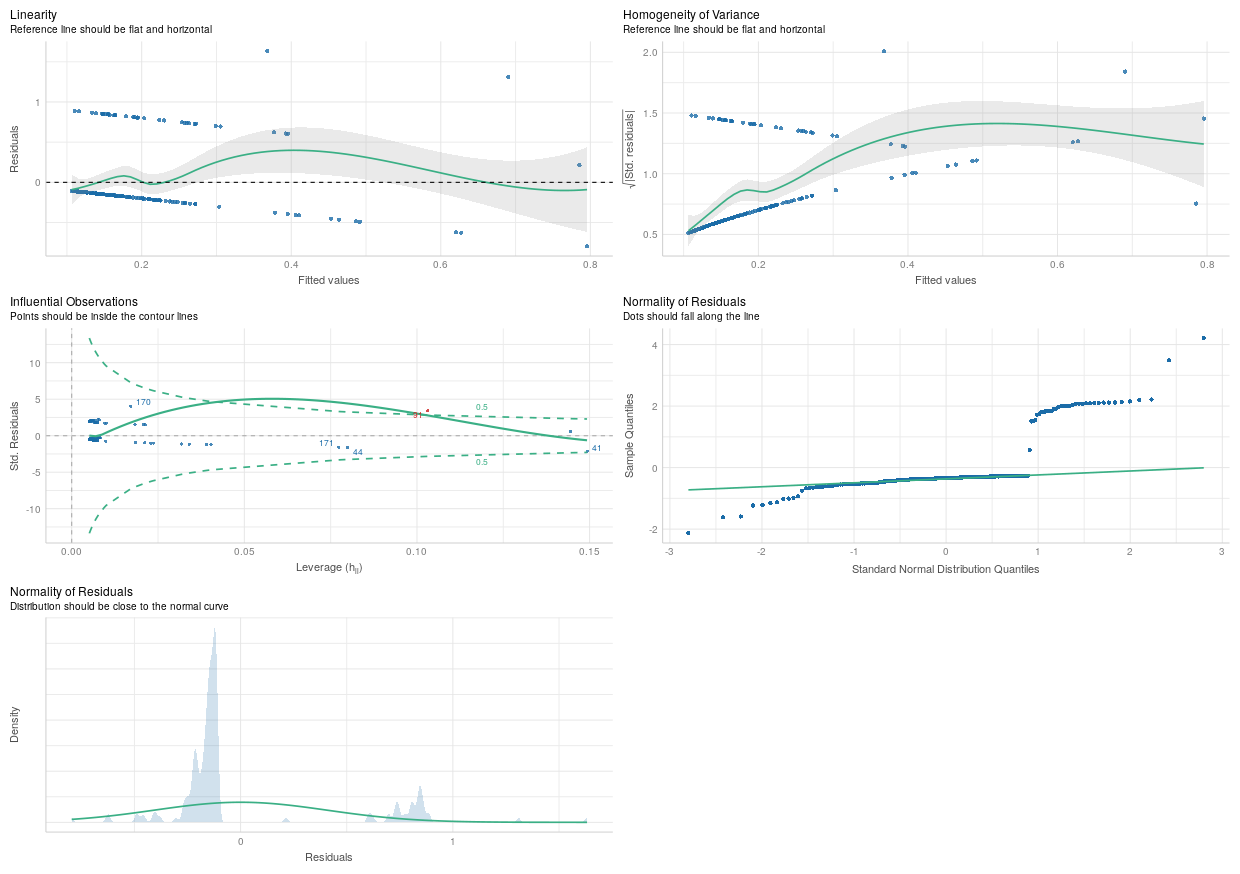 Linearity
Reference line should be flat and horizontal
Residuals
1
0
0.2
0.4
0.6
0.8
Fitted values
Homogeneity of Variance
Reference line should be flat and horizontal
√|Std. residuals|
2.0
1.5
1.0
0.5
0.2
0.4
0.6
0.8
Fitted values
Influential Observations
Points should be inside the contour lines
Std. Residuals
10
5
0
-5
-10
170
91
0.5
171
44
41
0.5
0.00
0.05
0.10
0.15
Leverage (hii)
Normality of Residuals
Dots should fall along the line
Sample Quantiles
4
2
0
-2
-3
-2
-1
0
1
2
3
Standard Normal Distribution Quantiles
Normality of Residuals
Distribution should be close to the normal curve
Density
0
1
Residuals